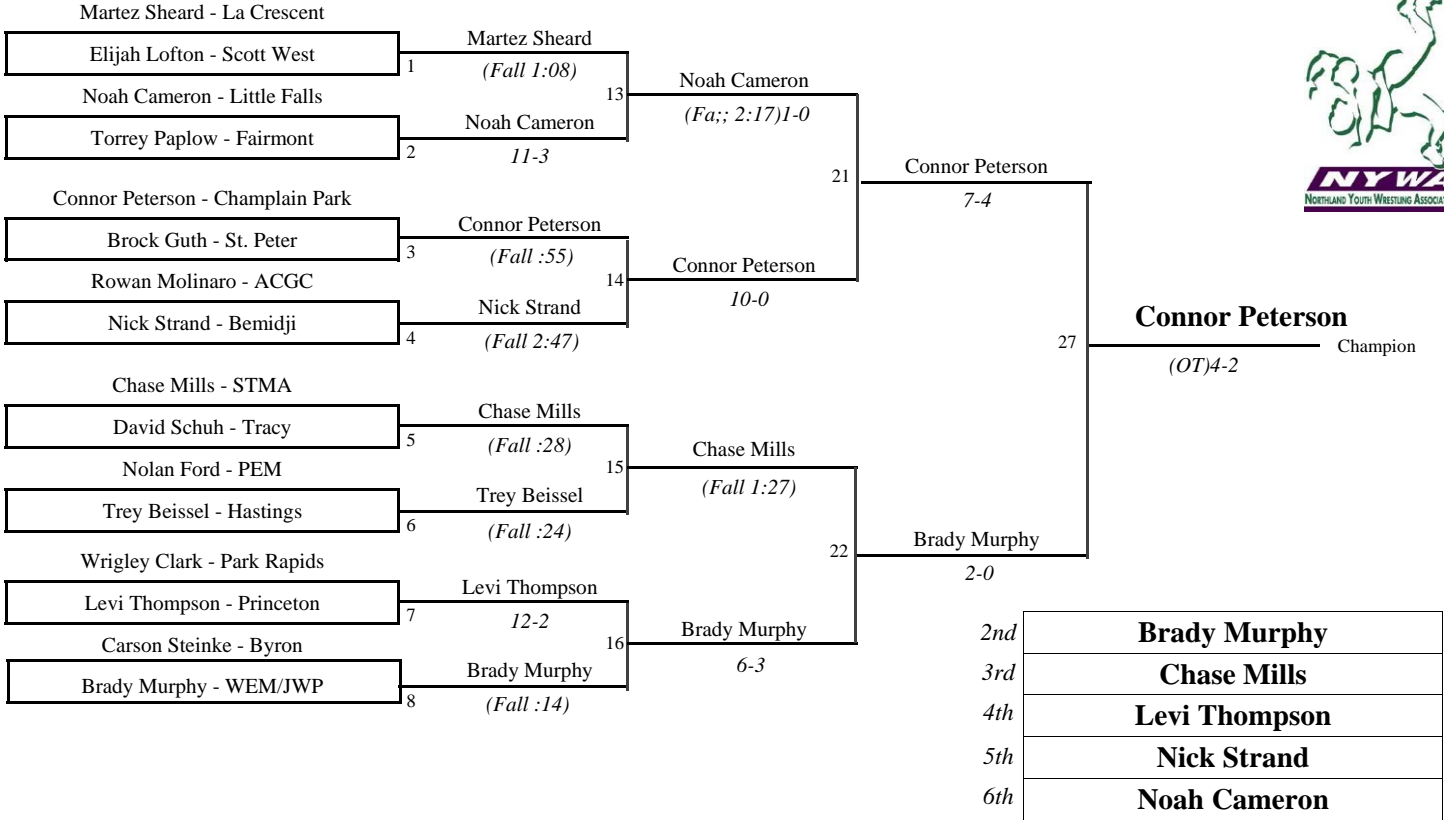 Martez Sheard - La Crescent
Elijah Lofton - Scott West
1
Noah Cameron - Little Falls
Torrey Paplow - Fairmont
2
Connor Peterson - Champlain Park
Brock Guth - St. Peter
3
Rowan Molinaro - ACGC
Nick Strand - Bemidji
4
Chase Mills - STMA
David Schuh - Tracy
5
Nolan Ford - PEM
Trey Beissel - Hastings
6
Wrigley Clark - Park Rapids
Levi Thompson - Princeton
7
Carson Steinke - Byron
Brady Murphy - WEM/JWP
8
Martez Sheard
(Fall 1:08)
13
Noah Cameron
11-3
Connor Peterson
(Fall :55)
14
Nick Strand
(Fall 2:47)
Chase Mills
(Fall :28)
15
Trey Beissel
(Fall :24)
Levi Thompson
12-2
16
Brady Murphy
(Fall :14)
Noah Cameron
(Fa;; 2:17)1-0
21
Connor Peterson
10-0
Chase Mills
(Fall 1:27)
22
Brady Murphy
6-3
Connor Peterson
7-4
27
Brady Murphy
2-0
Connor Peterson
Champion
(OT)4-2
NYWA
NORTHLAND YOUTH WRESTLING
2nd Brady Murphy
3rd Chase Mills
4th Levi Thompson
5th Nick Strand
6th Noah Cameron